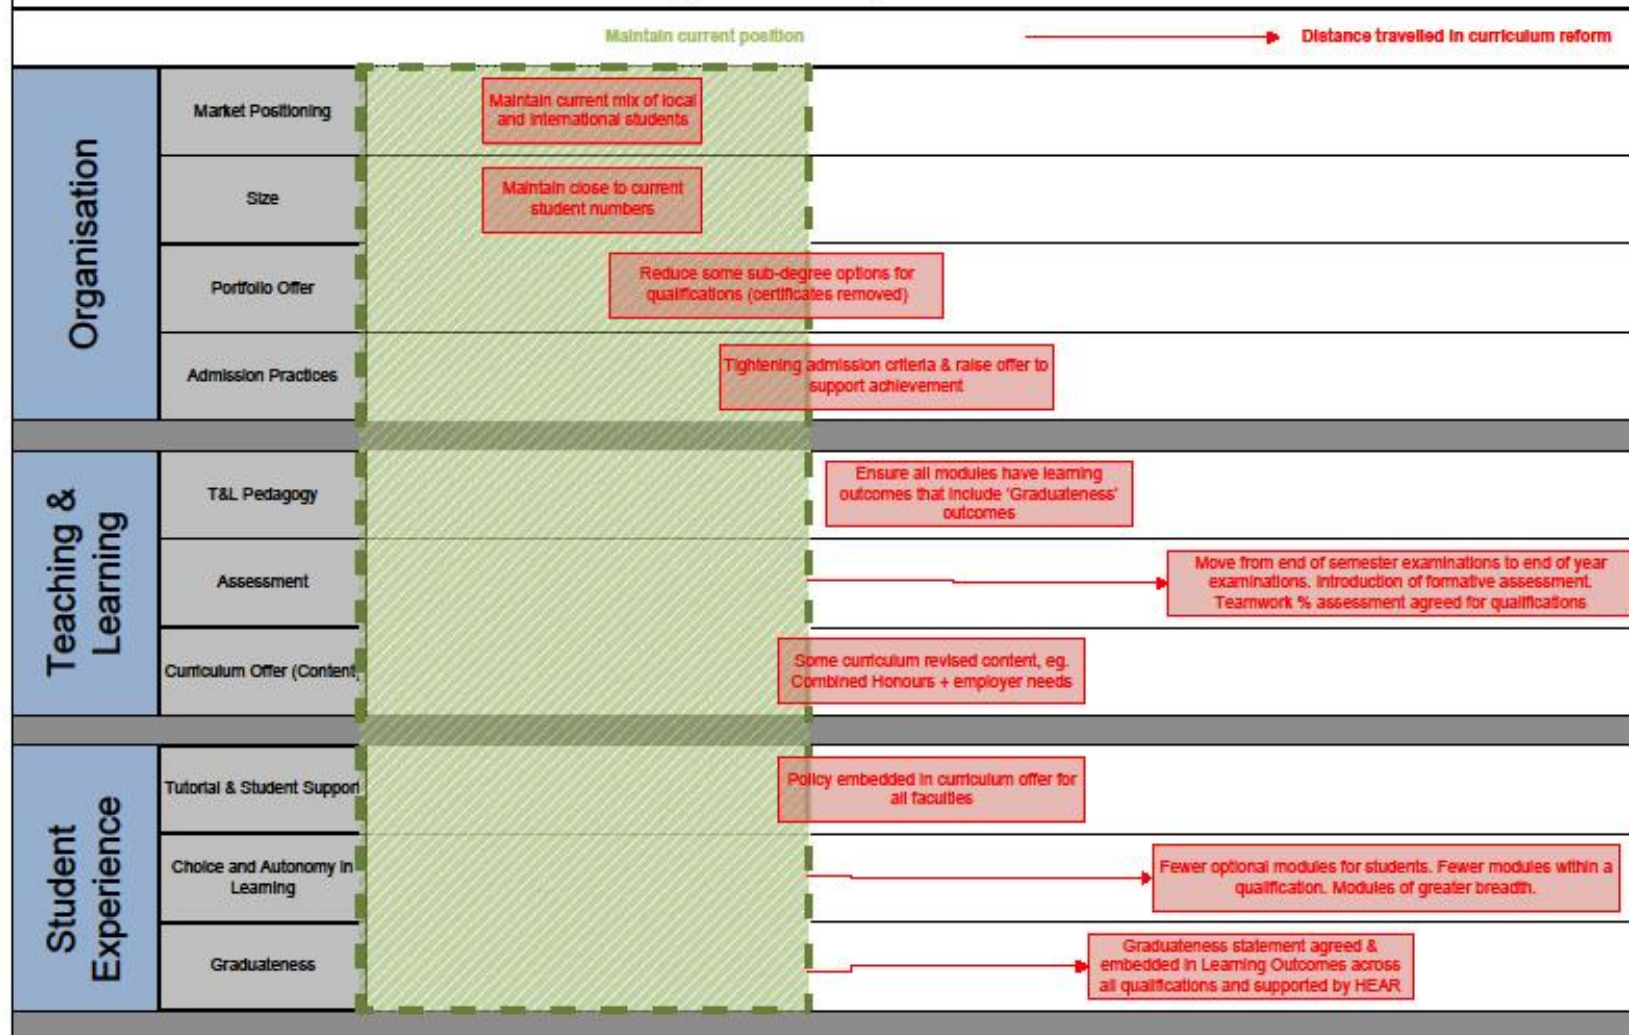 Maintain current position
Distance travelled in curriculum reform
Organisation
Market Positioning
Maintain current mix of local
and international students
Size
Maintain close to current
student numbers
Portfolio Offer
Reduce some sub-degree options for
qualifications (certificates removed)
Admission Practices
Tightening admission criteria & raise offer to
support achievement
Teaching &
Learning
T&L Pedagogy
Ensure all modules have learning
outcomes that include 'Graduateness'
outcomes
Assessment
Move from end of semester examinations to end of year
examinations. Introduction of formative assessment.
Teamwork % assessment agreed for qualifications
Curriculum Offer (Content
Some curriculum revised content, eg.
Combined Honours + employer needs
Student
Experience
Tutorial & Student Support
Policy embedded in curriculum offer for
all faculties
Choice and Autonomy in
Learning
Fewer optional modules for students. Fewer modules within a
qualification. Modules of greater breadth.
Graduateness
Graduateness statement agreed &
embedded in Learning Outcomes across
all qualifications and supported by HEAR